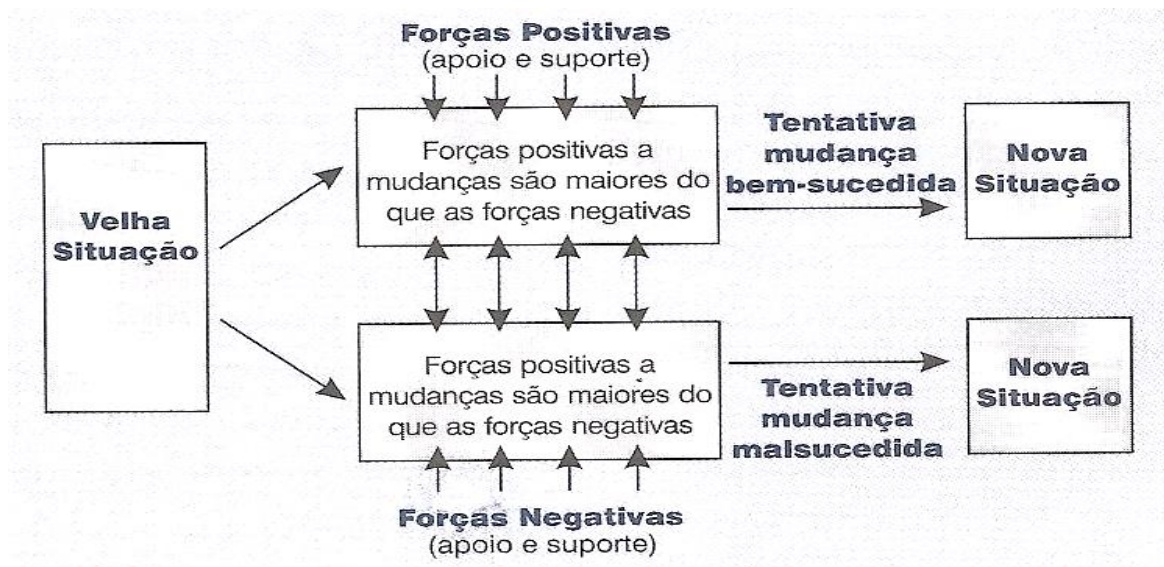 Forças Positivas
(apoio e suporte)
Velha
Situação
Forças positivas a
mudanças são maiores do
que as forças negativas
Tentativa
mudança
bem-sucedida
Nova
Situação
Forças positivas a
mudanças são maiores do
que as forças negativas
Tentativa
mudança
malsucedida
Nova
Situação
Forças Negativas
(apoio e suporte)